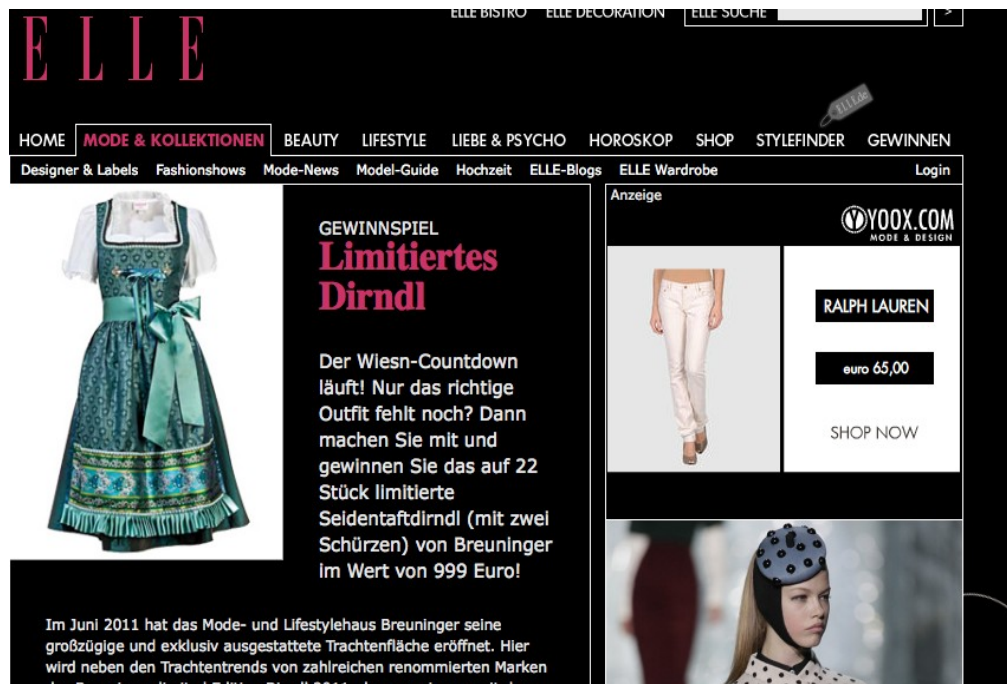 ELLE BISTRO ELLE DECORATION ELLE SUCHE >
ELLE
ELLE.de
HOME MODE & KOLLEKTIONEN BEAUTY LIFESTYLE LIEBE & PSYCHO HOROSKOP SHOP STYLEFINDER GEWINNEN
Designer & Labels Fashionshows Mode-News Model-Guide Hochzeit ELLE-Blogs ELLE Wardrobe Login
GEWINNSPIEL
Limitiertes
Dirndl
Der Wiesn-Countdown
läuft! Nur das richtige
Outfit fehlt noch? Dann
machen Sie mit und
gewinnen Sie das auf 22
Stück limitierte
Seidentaftdirndl (mit zwei
Schürzen) von Breuninger
im Wert von 999 Euro!
Im Juni 2011 hat das Mode- und Lifestylehaus Breuninger seine
großzügige und exklusiv ausgestattete Trachtenfläche eröffnet. Hier
wird neben den Trachtentrends von zahlreichen renommierten Marken
Anzeige
YOOX.COM
MODE & DESIGN
RALPH LAUREN
euro 65,00
SHOP NOW